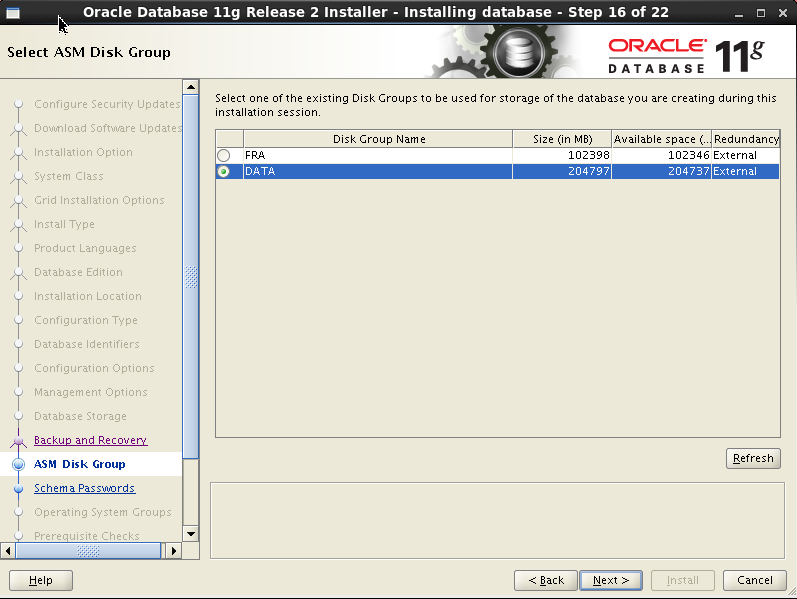 Oracle Database 11g Release 2 Installer - Installing database - Step 16 of 22
Select ASM Disk Group
ORACLE 11g
DATABASE
Configure Security Updates
Download Software Updates
Installation Option
System Class
Grid Installation Options
Install Type
Product Languages
Database Edition
Installation Location
Configuration Type
Database Identifiers
Configuration Options
Management Options
Database Storage
Backup and Recovery
ASM Disk Group
Schema Passwords
Operating System Groups
Prerequisite Checks
Select one of the existing Disk Groups to be used for storage of the database you are creating during this
installation session.
Disk Group Name Size (in MB) Available space (... Redundancy
FRA 102398 102346 External
DATA 204797 204737 External
Refresh
Help < Back Next > Install Cancel